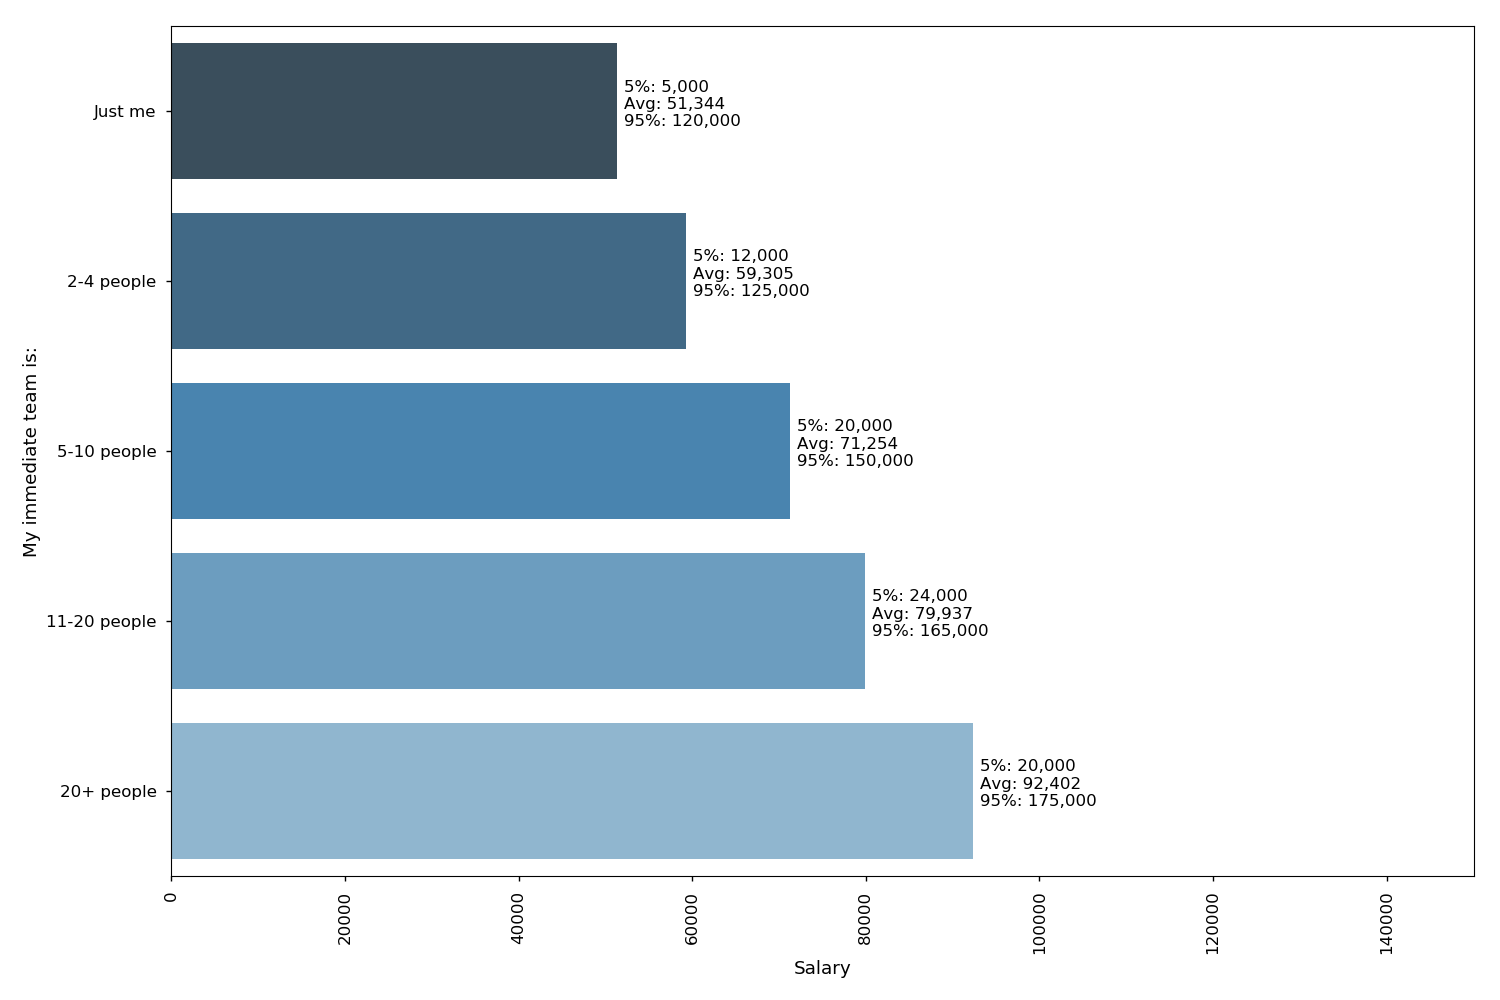 Just me
5%: 5,000
Avg: 51,344
95%: 120,000
2-4 people
5%: 12,000
Avg: 59,305
95%: 125,000
5-10 people
5%: 20,000
Avg: 71,254
95%: 150,000
11-20 people
5%: 24,000
Avg: 79,937
95%: 165,000
20+ people
5%: 20,000
Avg: 92,402
95%: 175,000
My immediate team is:
0
20000
40000
60000
80000
100000
120000
140000
Salary